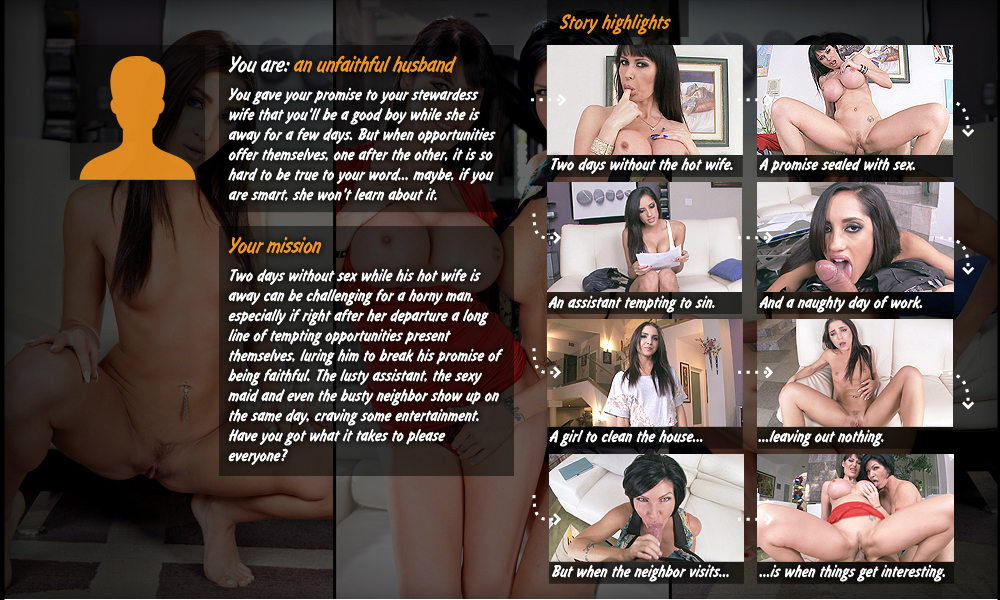 You are: an unfaithful husband
You gave your promise to your stewardess
wife that you'll be a good boy while she is
away for a few days. But when opportunities
offer themselves, one after the other, it is so
hard to be true to your word... maybe, if you
are smart, she won't learn about it.
Your mission
Two days without sex while his hot wife is
away can be challenging for a horny man,
especially if right after her departure a long
line of tempting opportunities present
themselves, luring him to break his promise of
being faithful. The lusty assistant, the sexy
maid and even the busty neighbor show up on
the same day, craving some entertainment.
Have you got what it takes to please
everyone?
Story highlights
Two days without the hot wife.
A promise sealed with sex.
An assistant tempting to sin.
And a naughty day of work.
A girl to clean the house...
...leaving out nothing.
But when the neighbor visits...
...is when things get interesting.